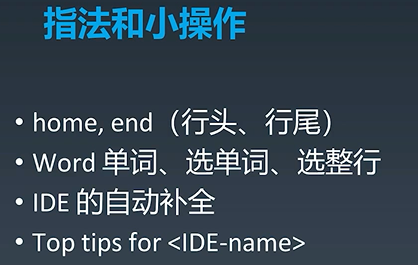 指法和小操作
• home, end（行头、行尾）
• Word 单词、选单词、选整行
• IDE 的自动补全
• Top tips for <IDE-name>